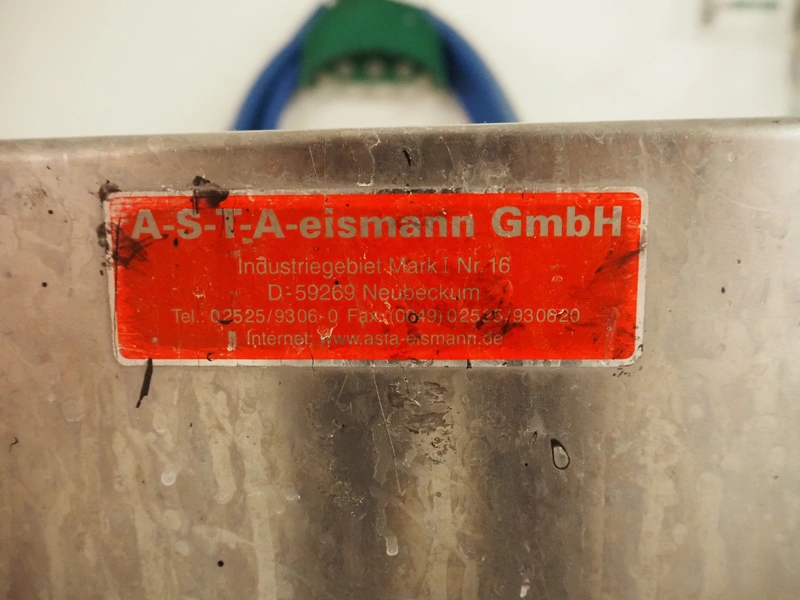 A-S-T-A-eismann GmbH
Industriegebiet Mark I Nr. 16
D-59269 Neubeckum
Tel.: 02525/9306-0 Fax: (0049) 02525/930620
Internet: www.asta-eismann.de